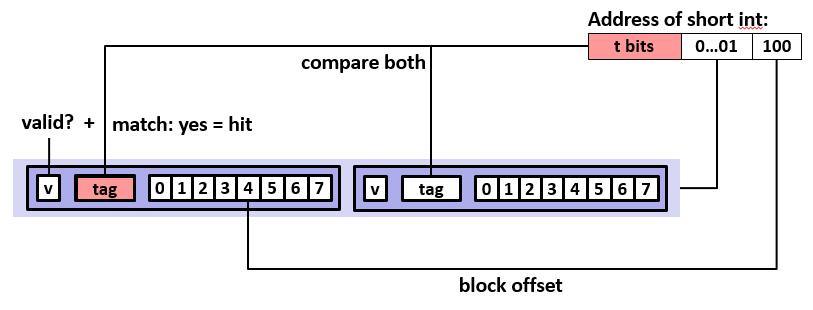 Address of short int:
t bits 0...01 100
compare both
valid? + match: yes = hit
v tag 0 1 2 3 4 5 6 7 v tag 0 1 2 3 4 5 6 7
block offset